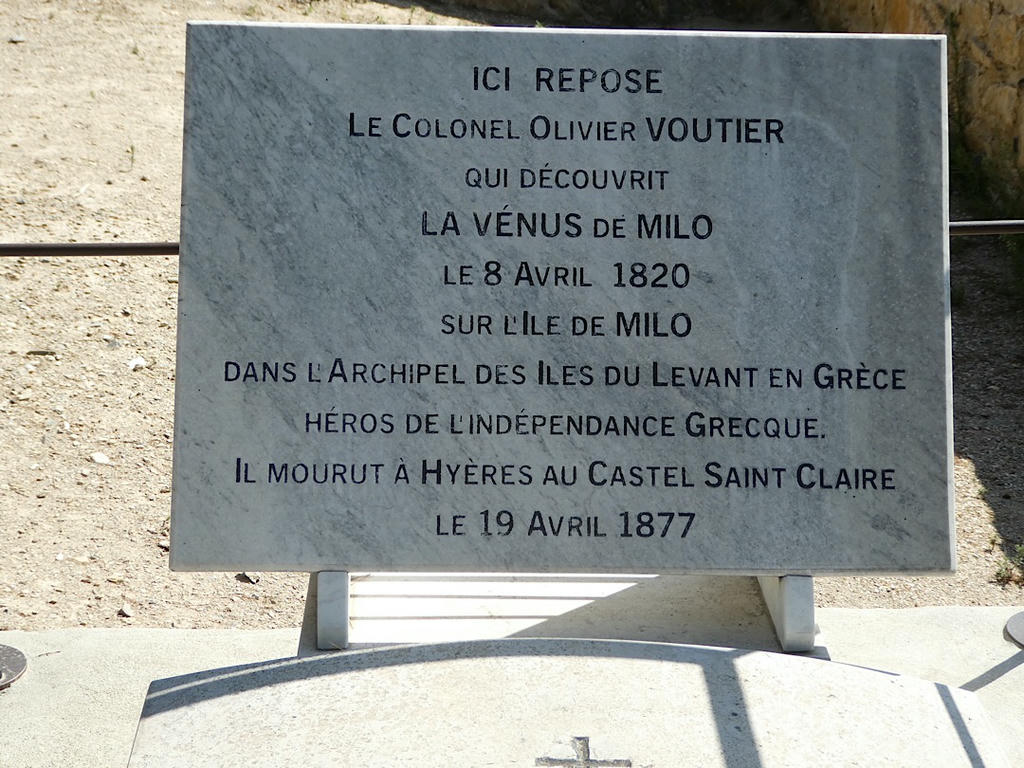 ICI REPOSE
LE COLONEL OLIVIER VOUTIER
QUI DÉCOUVRIT
LA VÉNUS DE MILO
LE 8 AVRIL 1820
SUR L'ILE DE MILO
DANS L'ARCHIPEL DES ILES DU LEVANT EN GRÈCE
HÉROS DE L'INDÉPENDANCE GRECQUE.
IL MOURUT À HYÈRES AU CASTEL SAINT CLAIRE
LE 19 AVRIL 1877